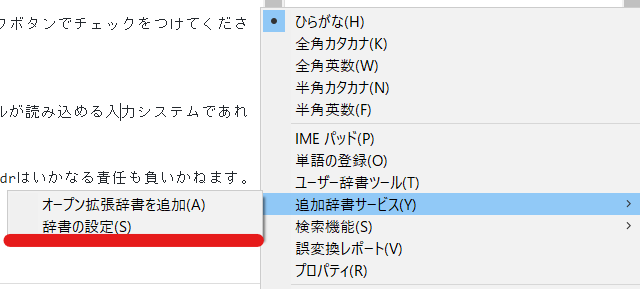 クボタンでチェックをつけてくださ
ルが読み込める入力システムであれ
drはいかなる責任も負いかねます。
ひらがな(H)
全角カタカナ(K)
全角英数(W)
半角カタカナ(N)
半角英数(F)
IME パッド(P)
単語の登録(O)
ユーザー辞書ツール(T)
追加辞書サービス(Y)
検索機能(S)
誤変換レポート(V)
プロパティ(R)
オープン拡張辞書を追加(A)
辞書の設定(S)